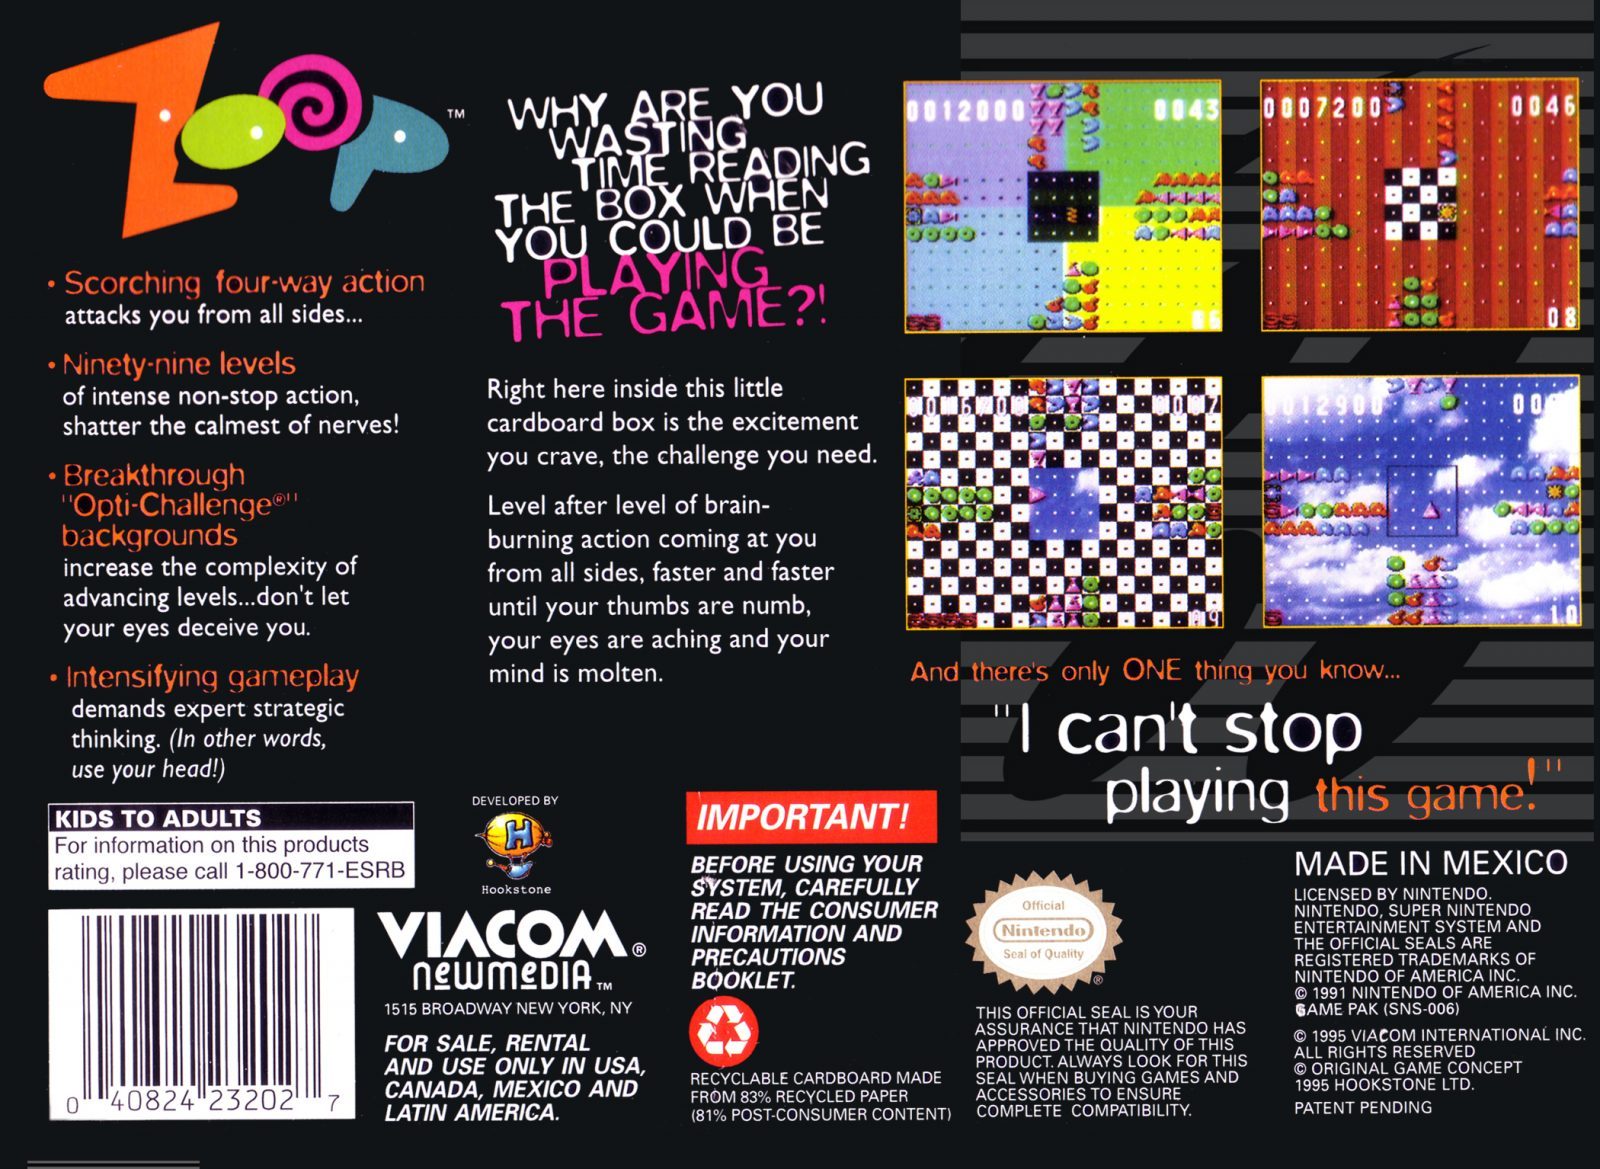 Zoop™
• Scorching four-way action
attacks you from all sides...
• Ninety-nine levels
of intense non-stop action,
shatter the calmest of nerves!
• Breakthrough
"Opti-Challenge®"
backgrounds
increase the complexity of
advancing levels...don't let
your eyes deceive you.
• Intensifying gameplay
demands expert strategic
thinking. (In other words,
use your head!)
WHY ARE YOU
WASTING
TIME READING
THE BOX WHEN
YOU COULD BE
PLAYING
THE GAME?!
Right here inside this little
cardboard box is the excitement
you crave, the challenge you need.
Level after level of brain-
burning action coming at you
from all sides, faster and faster
until your thumbs are numb,
your eyes are aching and your
mind is molten.
0012000 0043
0007200 0046
08
012900
10
And there's only ONE thing you know...
"I can't stop
playing this game!"
KIDS TO ADULTS
For information on this products
rating, please call 1-800-771-ESRB
0 40824 23202 7
DEVELOPED BY
H
Hookstone
VIACOM®
newmedia™
1515 BROADWAY NEW YORK, NY
FOR SALE, RENTAL
AND USE ONLY IN USA,
CANADA, MEXICO AND
LATIN AMERICA.
IMPORTANT!
BEFORE USING YOUR
SYSTEM, CAREFULLY
READ THE CONSUMER
INFORMATION AND
PRECAUTIONS
BOOKLET.
RECYCLABLE CARDBOARD MADE
FROM 83% RECYCLED PAPER
(81% POST-CONSUMER CONTENT)
Official
Nintendo
Seal of Quality
®
THIS OFFICIAL SEAL IS YOUR
ASSURANCE THAT NINTENDO HAS
APPROVED THE QUALITY OF THIS
PRODUCT. ALWAYS LOOK FOR THIS
SEAL WHEN BUYING GAMES AND
ACCESSORIES TO ENSURE
COMPLETE COMPATIBILITY.
MADE IN MEXICO
LICENSED BY NINTENDO.
NINTENDO, SUPER NINTENDO
ENTERTAINMENT SYSTEM AND
THE OFFICIAL SEALS ARE
REGISTERED TRADEMARKS OF
NINTENDO OF AMERICA INC.
© 1991 NINTENDO OF AMERICA INC.
GAME PAK (SNS-006)
© 1995 VIACOM INTERNATIONAL INC.
ALL RIGHTS RESERVED
© ORIGINAL GAME CONCEPT
1995 HOOKSTONE LTD.
PATENT PENDING